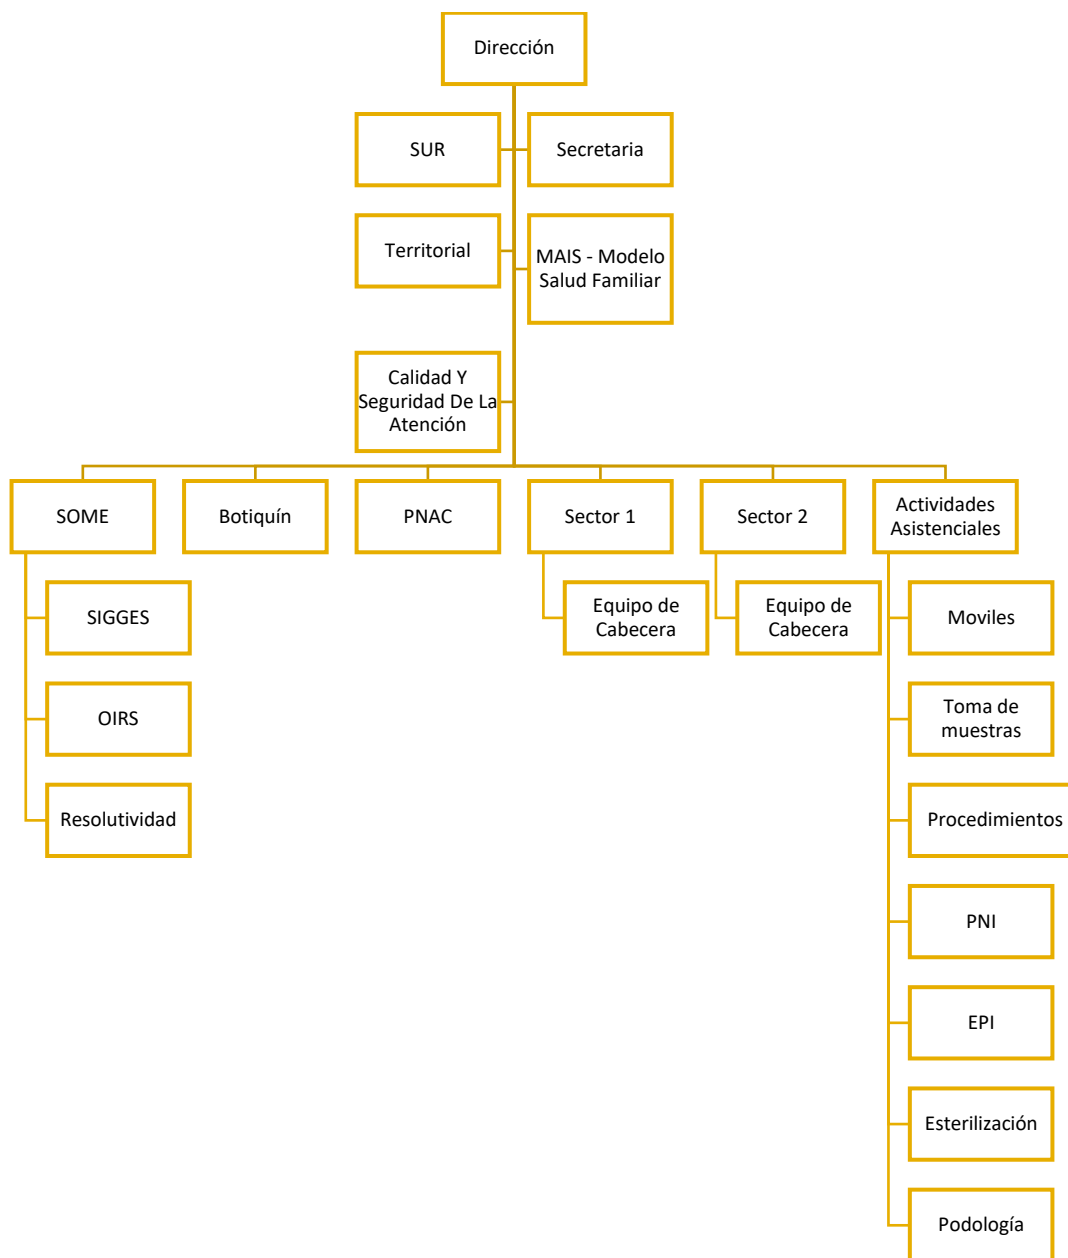 Dirección
SUR
Secretaria
Territorial
MAIS - Modelo
Salud Familiar
Calidad Y
Seguridad De La
Atención
SOME
Botiquín
PNAC
Sector 1
Sector 2
Actividades
Asistenciales
SIGGES
OIRS
Resolutividad
Equipo de
Cabecera
Equipo de
Cabecera
Moviles
Toma de
muestras
Procedimientos
PNI
EPI
Esterilización
Podología